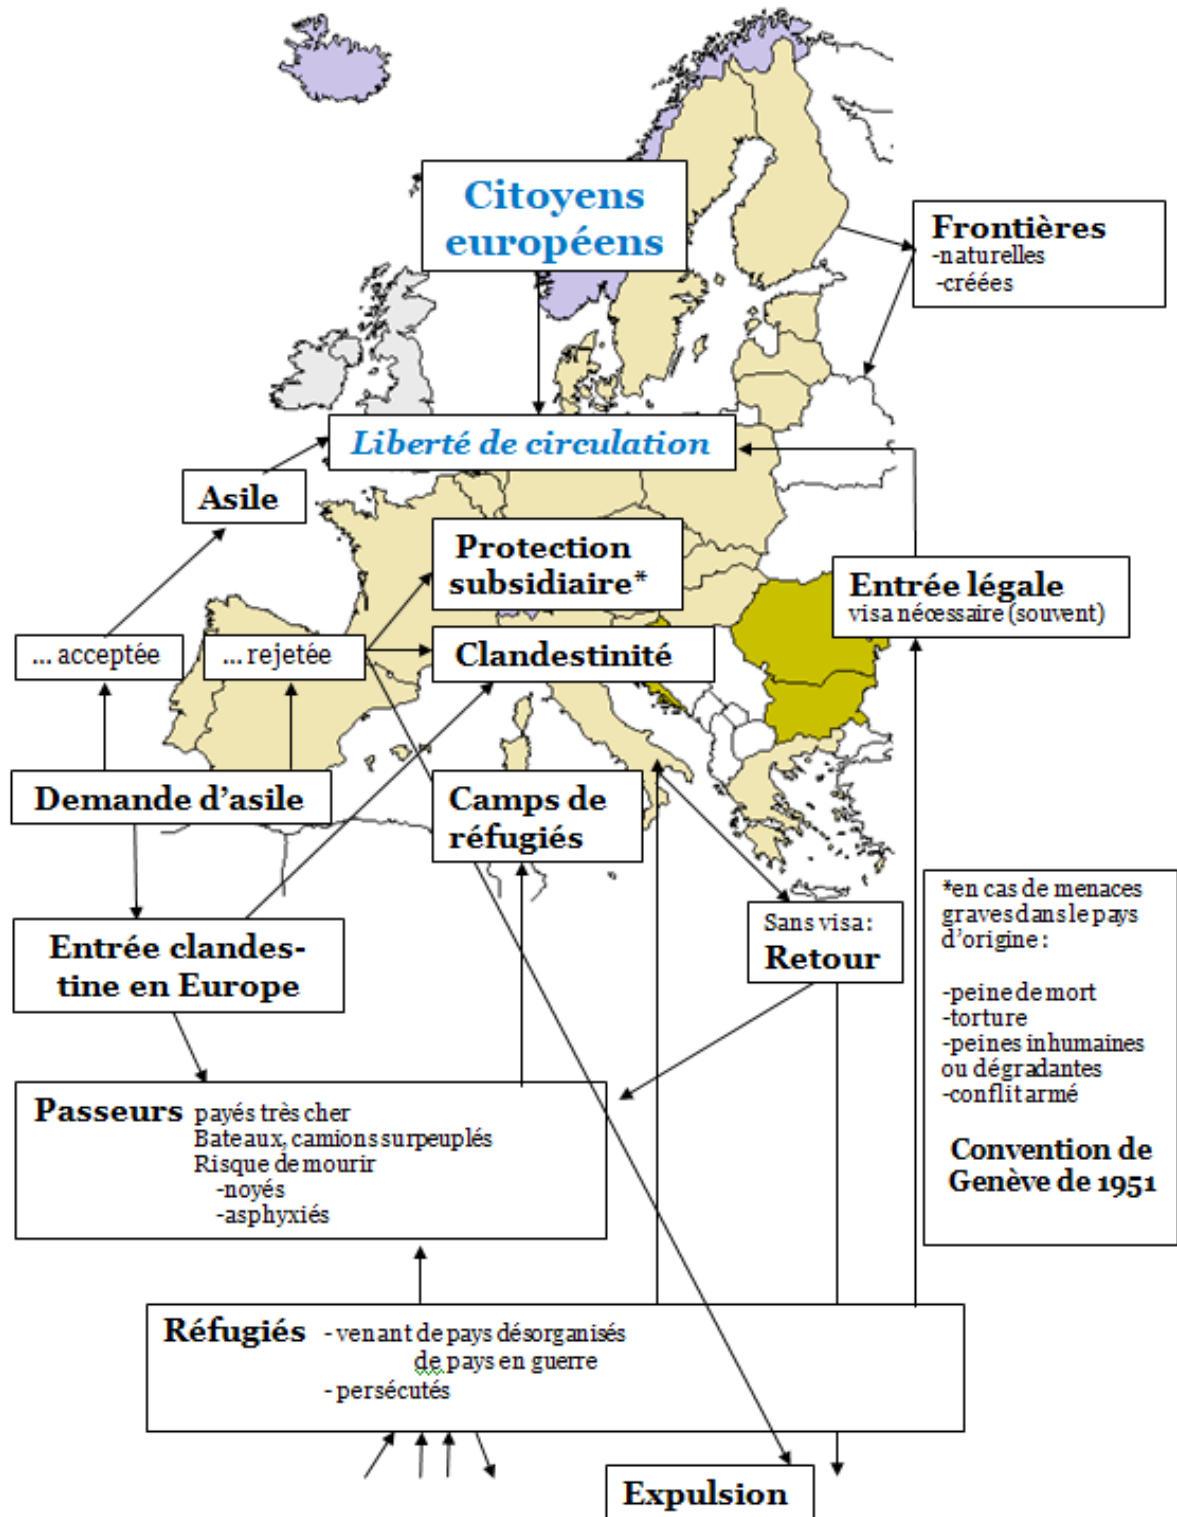 Citoyens
européens
Frontières
-naturelles
-créées
Liberté de circulation
Asile
Protection
subsidiaire*
Entrée légale
visa nécessaire (souvent)
... acceptée
... rejetée
Clandestinité
Demande d'asile
Camps de
réfugiés
*en cas de menaces
graves dans le pays
d'origine :
-peine de mort
-torture
-peines inhumaines
ou dégradantes
-conflit armé
Convention de
Genève de 1951
Entrée clandes-
tine en Europe
Sans visa :
Retour
Passeurs payés très cher
Bateaux, camions surpeuplés
Risque de mourir
-noyés
-asphyxiés
Réfugiés - venant de pays désorganisés
de pays en guerre
- persécutés
Expulsion